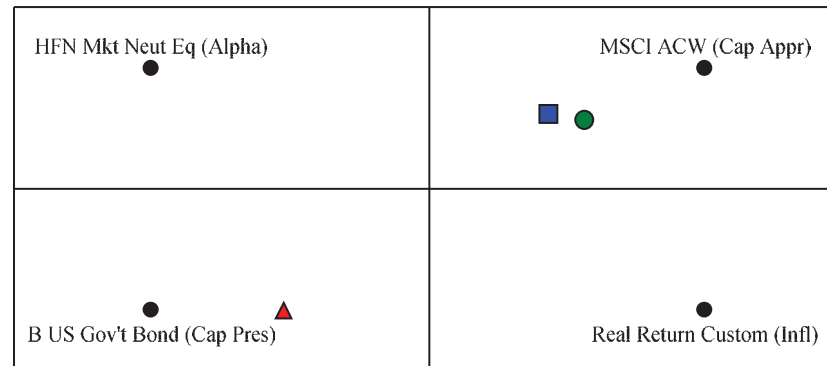 HFN Mkt Neut Eq (Alpha)
MSCI ACW (Cap Appr)
B US Gov't Bond (Cap Pres)
Real Return Custom (Infl)